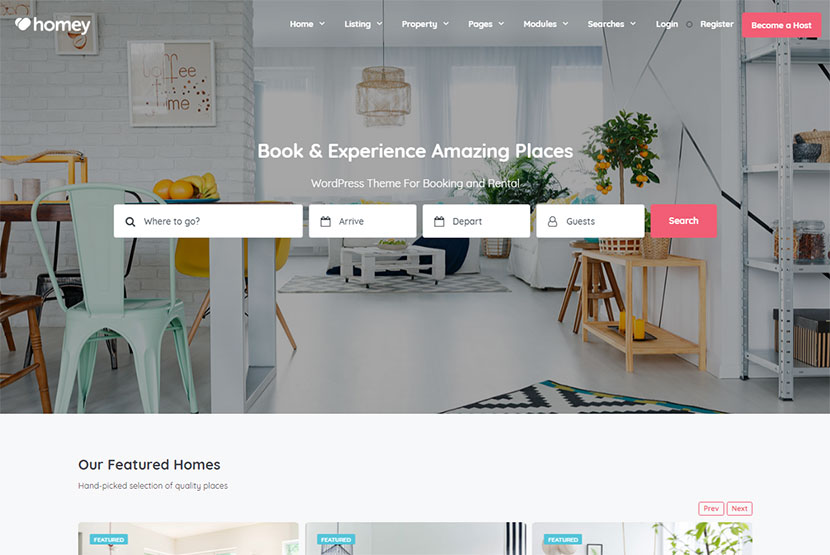 homey
Home Listing Property Pages Modules Searches Login Register Become a Host
coffee time
Book & Experience Amazing Places
WordPress Theme For Booking and Rental
Where to go? Arrive Depart Guests Search
Our Featured Homes
Hand-picked selection of quality places
Prev Next
FEATURED FEATURED FEATURED